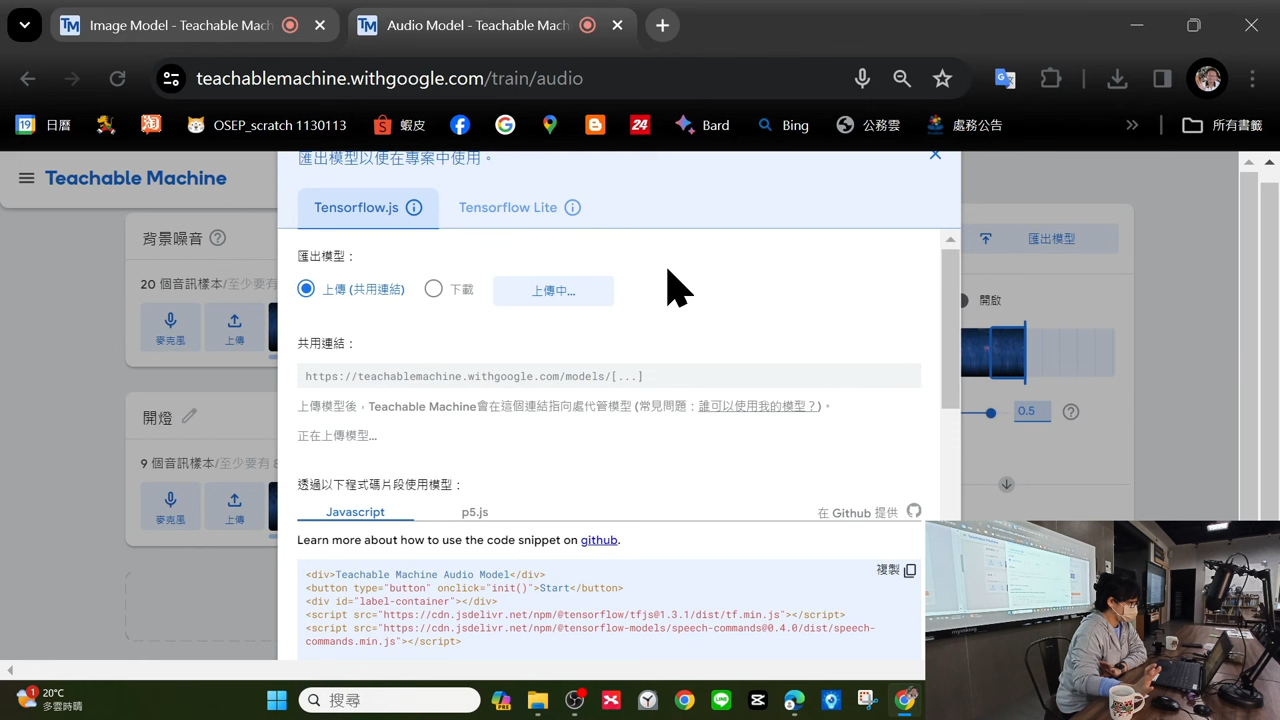 Image Model - Teachable Mach
Audio Model - Teachable Mach
teachablemachine.withgoogle.com/train/audio
19 日曆
淘
OSEP_scratch 1130113
蝦皮
24
Bard
Bing
公務雲
處務公告
所有書籤
Teachable Machine
匯出模型以便在專案中使用。
Tensorflow.js
Tensorflow Lite
背景噪音
20 個音訊樣本/至少要有
麥克風
上傳
開燈
9 個音訊樣本/至少要有 8
麥克風
上傳
匯出模型：
上傳 (共用連結)
下載
上傳中...
共用連結：
https://teachablemachine.withgoogle.com/models/[...]
上傳模型後，Teachable Machine會在這個連結指向處代管模型 (常見問題：誰可以使用我的模型？)。
正在上傳模型...
透過以下程式碼片段使用模型：
Javascript
p5.js
在 Github 提供
Learn more about how to use the code snippet on github.
複製
<div>Teachable Machine Audio Model</div>
<button type="button" onclick="init()">Start</button>
<div id="label-container"></div>
<script src="https://cdn.jsdelivr.net/npm/@tensorflow/tfjs@1.3.1/dist/tf.min.js"></script>
<script src="https://cdn.jsdelivr.net/npm/@tensorflow-models/speech-commands@0.4.0/dist/speech-
commands.min.js"></script>
匯出模型
開啟
0.5
1
20°C
多雲時晴
搜尋